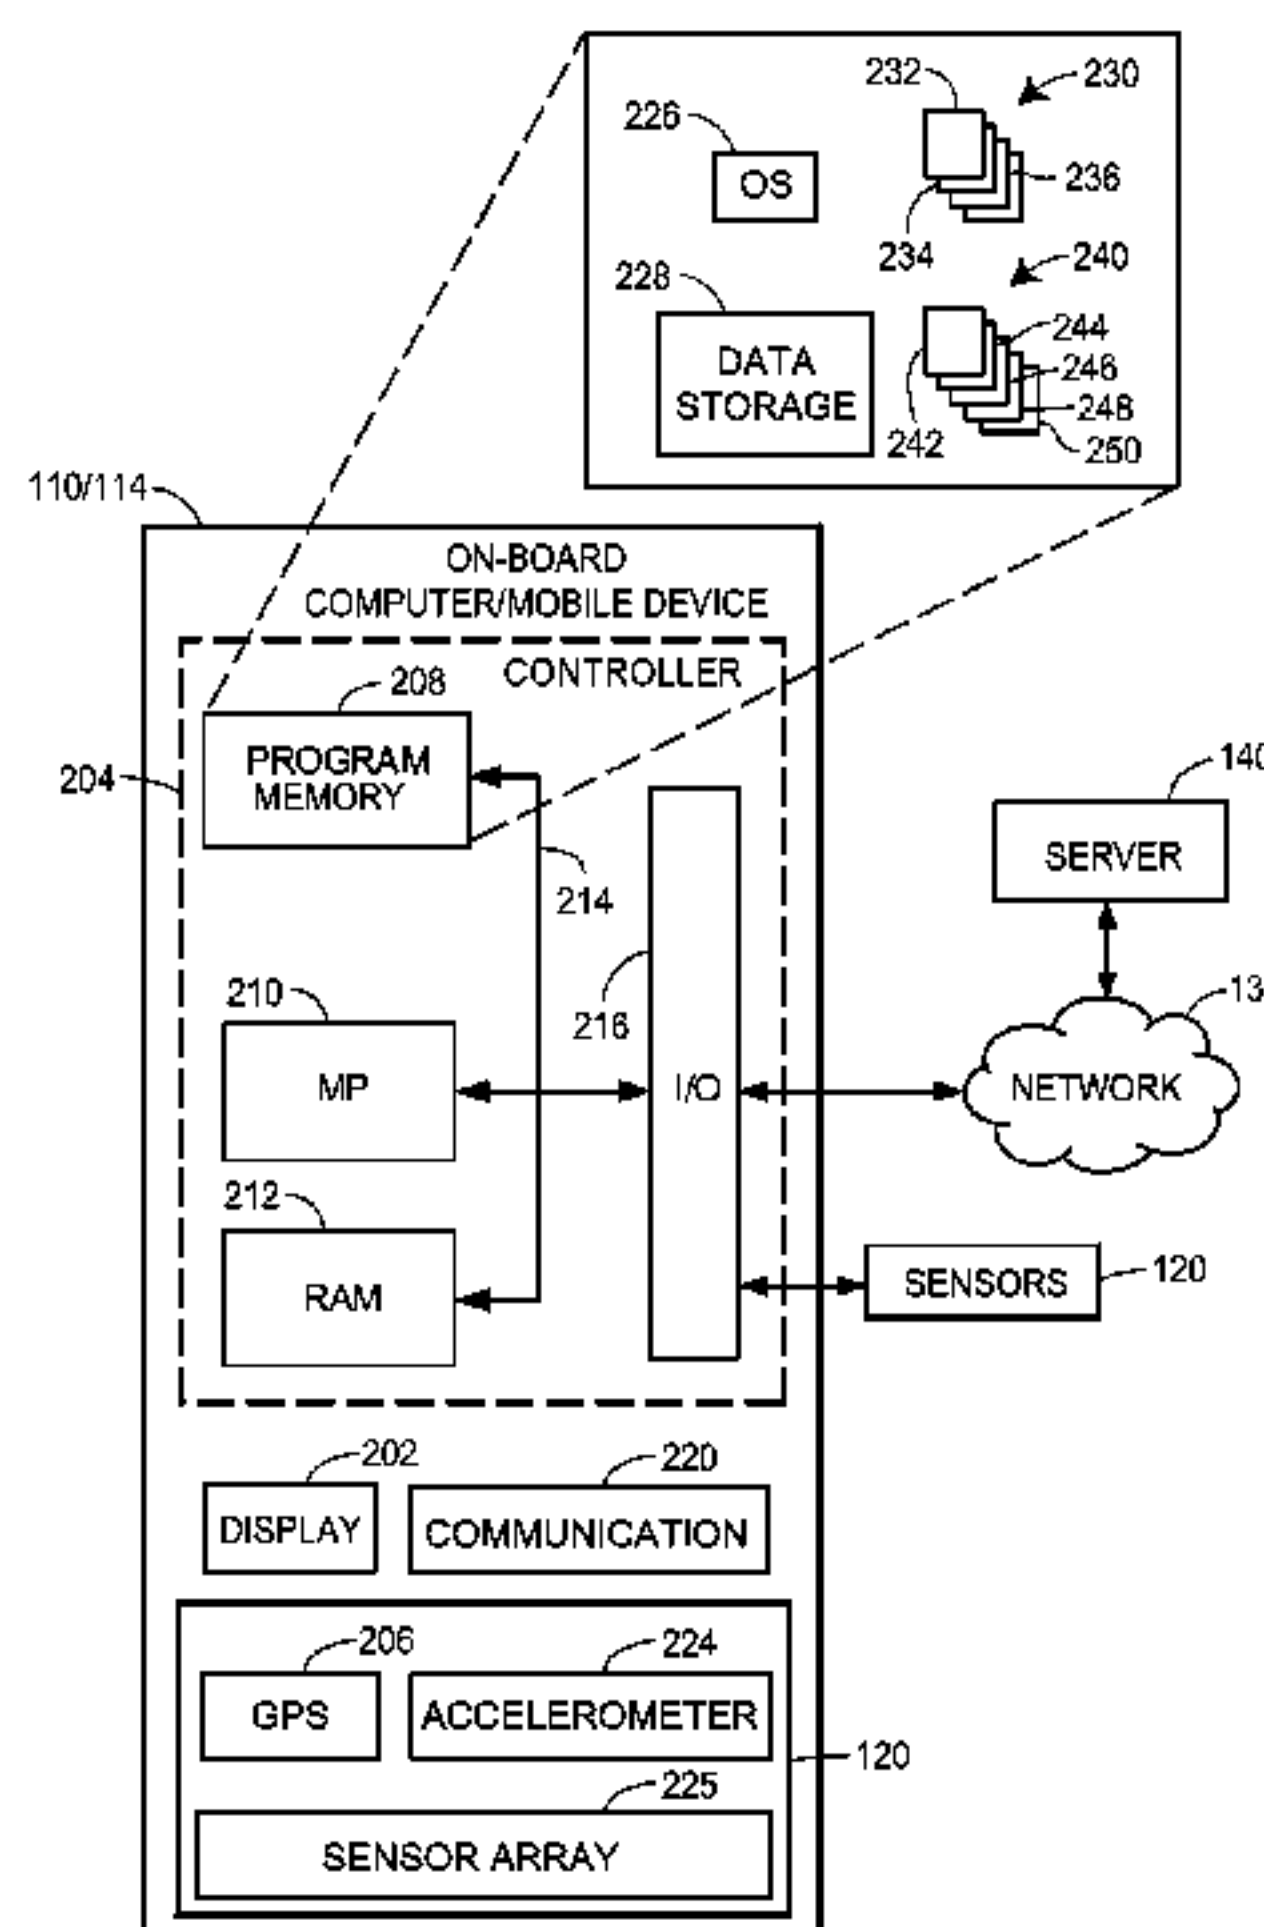 232
230
226
OS
236
234
240
228
244
DATA
STORAGE
246
248
242
250
110/114
ON-BOARD
COMPUTER/MOBILE DEVICE
CONTROLLER
208
PROGRAM
MEMORY
204
140
SERVER
214
210
216
13
MP
I/O
NETWORK
212
RAM
SENSORS
120
202
220
DISPLAY
COMMUNICATION
206
224
GPS
ACCELEROMETER
120
225
SENSOR ARRAY